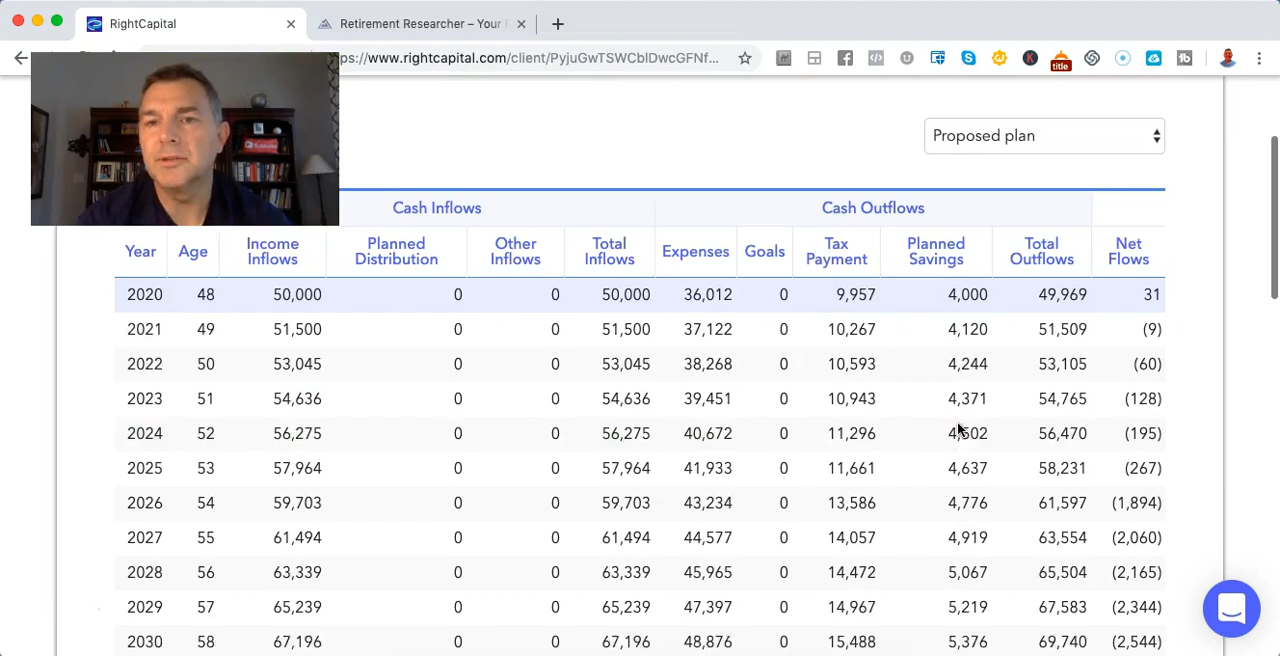 RightCapital
Retirement Researcher – Your
ps://www.rightcapital.com/client/PyjuGwTSWCblDwcGFNf...
title
Proposed plan
Cash Inflows Cash Outflows
Year Age Income Inflows Planned Distribution Other Inflows Total Inflows Expenses Goals Tax Payment Planned Savings Total Outflows Net Flows
2020 48 50,000 0 0 50,000 36,012 0 9,957 4,000 49,969 31
2021 49 51,500 0 0 51,500 37,122 0 10,267 4,120 51,509 (9)
2022 50 53,045 0 0 53,045 38,268 0 10,593 4,244 53,105 (60)
2023 51 54,636 0 0 54,636 39,451 0 10,943 4,371 54,765 (128)
2024 52 56,275 0 0 56,275 40,672 0 11,296 4,502 56,470 (195)
2025 53 57,964 0 0 57,964 41,933 0 11,661 4,637 58,231 (267)
2026 54 59,703 0 0 59,703 43,234 0 13,586 4,776 61,597 (1,894)
2027 55 61,494 0 0 61,494 44,577 0 14,057 4,919 63,554 (2,060)
2028 56 63,339 0 0 63,339 45,965 0 14,472 5,067 65,504 (2,165)
2029 57 65,239 0 0 65,239 47,397 0 14,967 5,219 67,583 (2,344)
2030 58 67,196 0 0 67,196 48,876 0 15,488 5,376 69,740 (2,544)